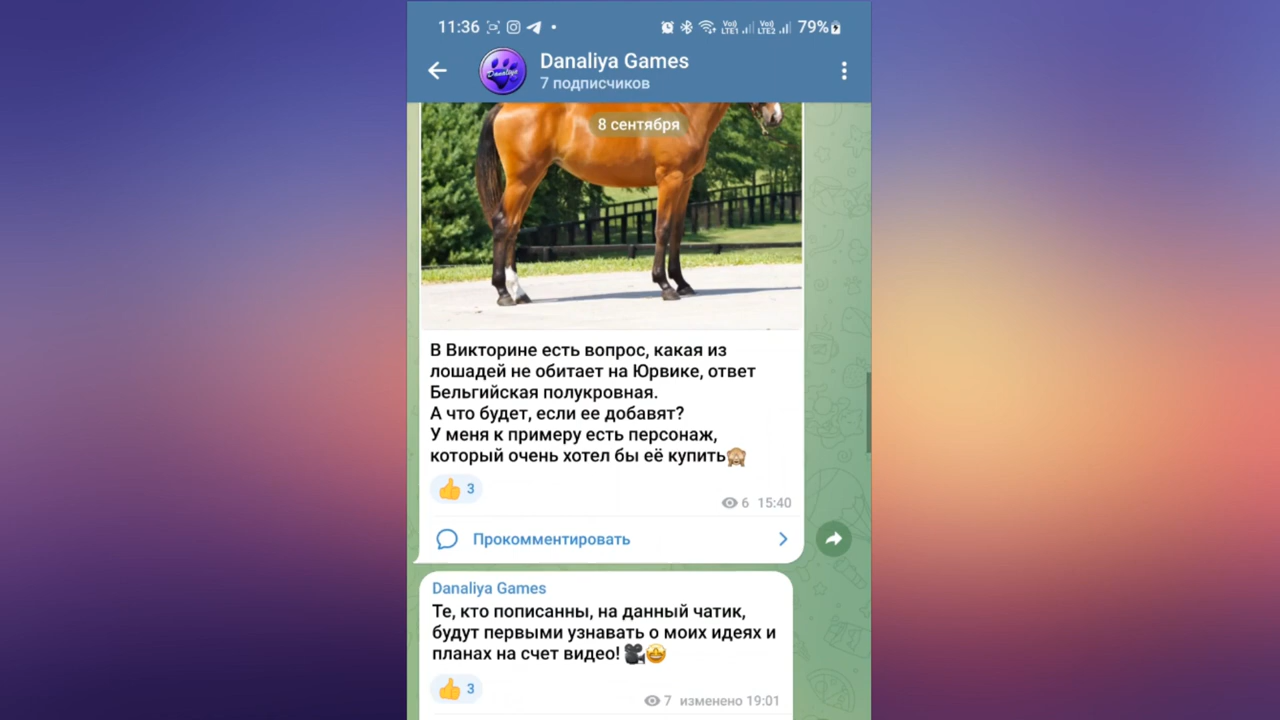 11:36 79%
Danaliya Games
7 подписчиков
8 сентября
В Викторине есть вопрос, какая из
лошадей не обитает на Юрвике, ответ
Бельгийская полукровная.
А что будет, если ее добавят?
У меня к примеру есть персонаж,
который очень хотел бы её купить🙈
👍 3
6 15:40
Прокомментировать
Danaliya Games
Те, кто пописанны, на данный чатик,
будут первыми узнавать о моих идеях и
планах на счет видео! 🎥🤩
👍 3
7 изменено 19:01